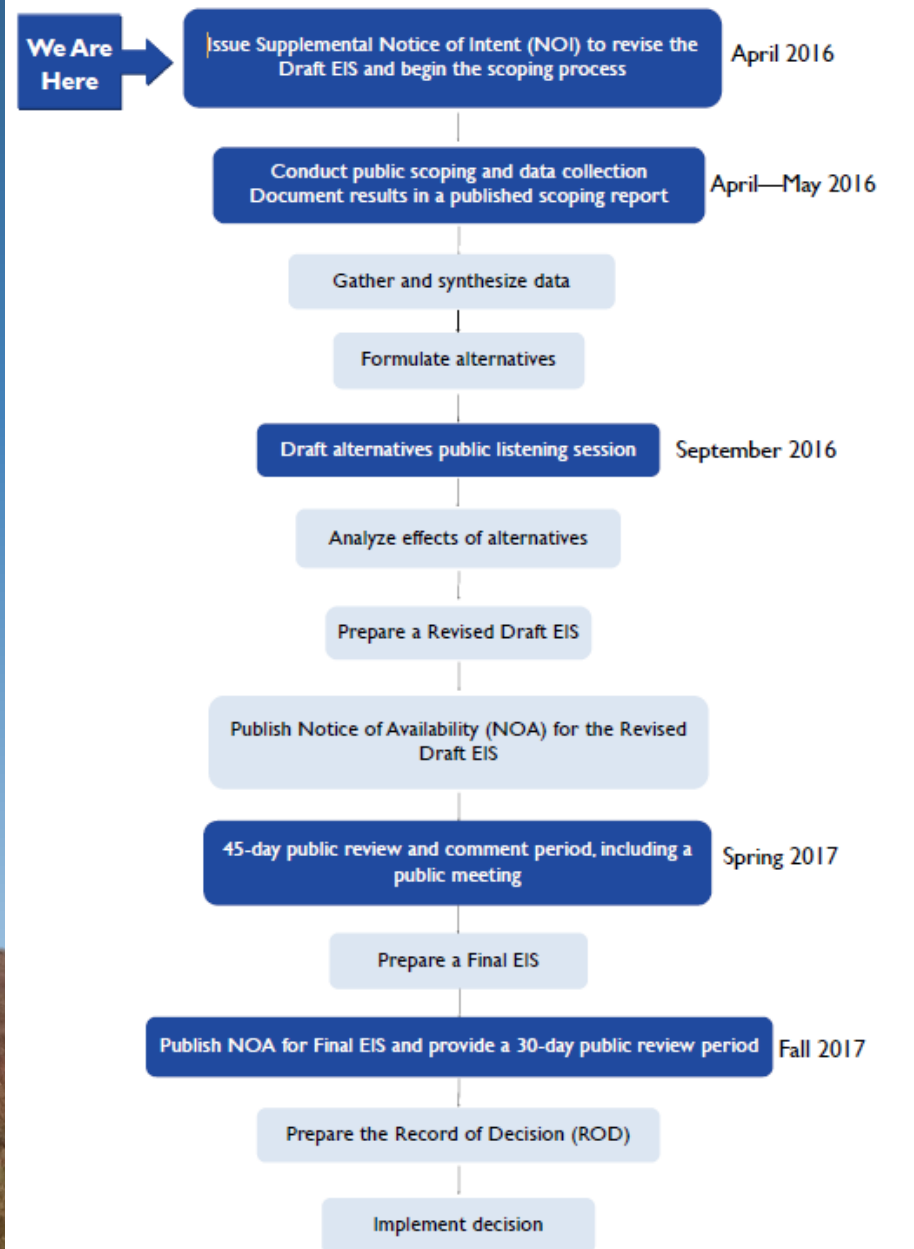 We Are
Here
Issue Supplemental Notice of Intent (NOI) to revise the
Draft EIS and begin the scoping process
April 2016
Conduct public scoping and data collection
Document results in a published scoping report
April—May 2016
Gather and synthesize data
Formulate alternatives
Draft alternatives public listening session
September 2016
Analyze effects of alternatives
Prepare a Revised Draft EIS
Publish Notice of Availability (NOA) for the Revised
Draft EIS
45-day public review and comment period, including a
public meeting
Spring 2017
Prepare a Final EIS
Publish NOA for Final EIS and provide a 30-day public review period
Fall 2017
Prepare the Record of Decision (ROD)
Implement decision